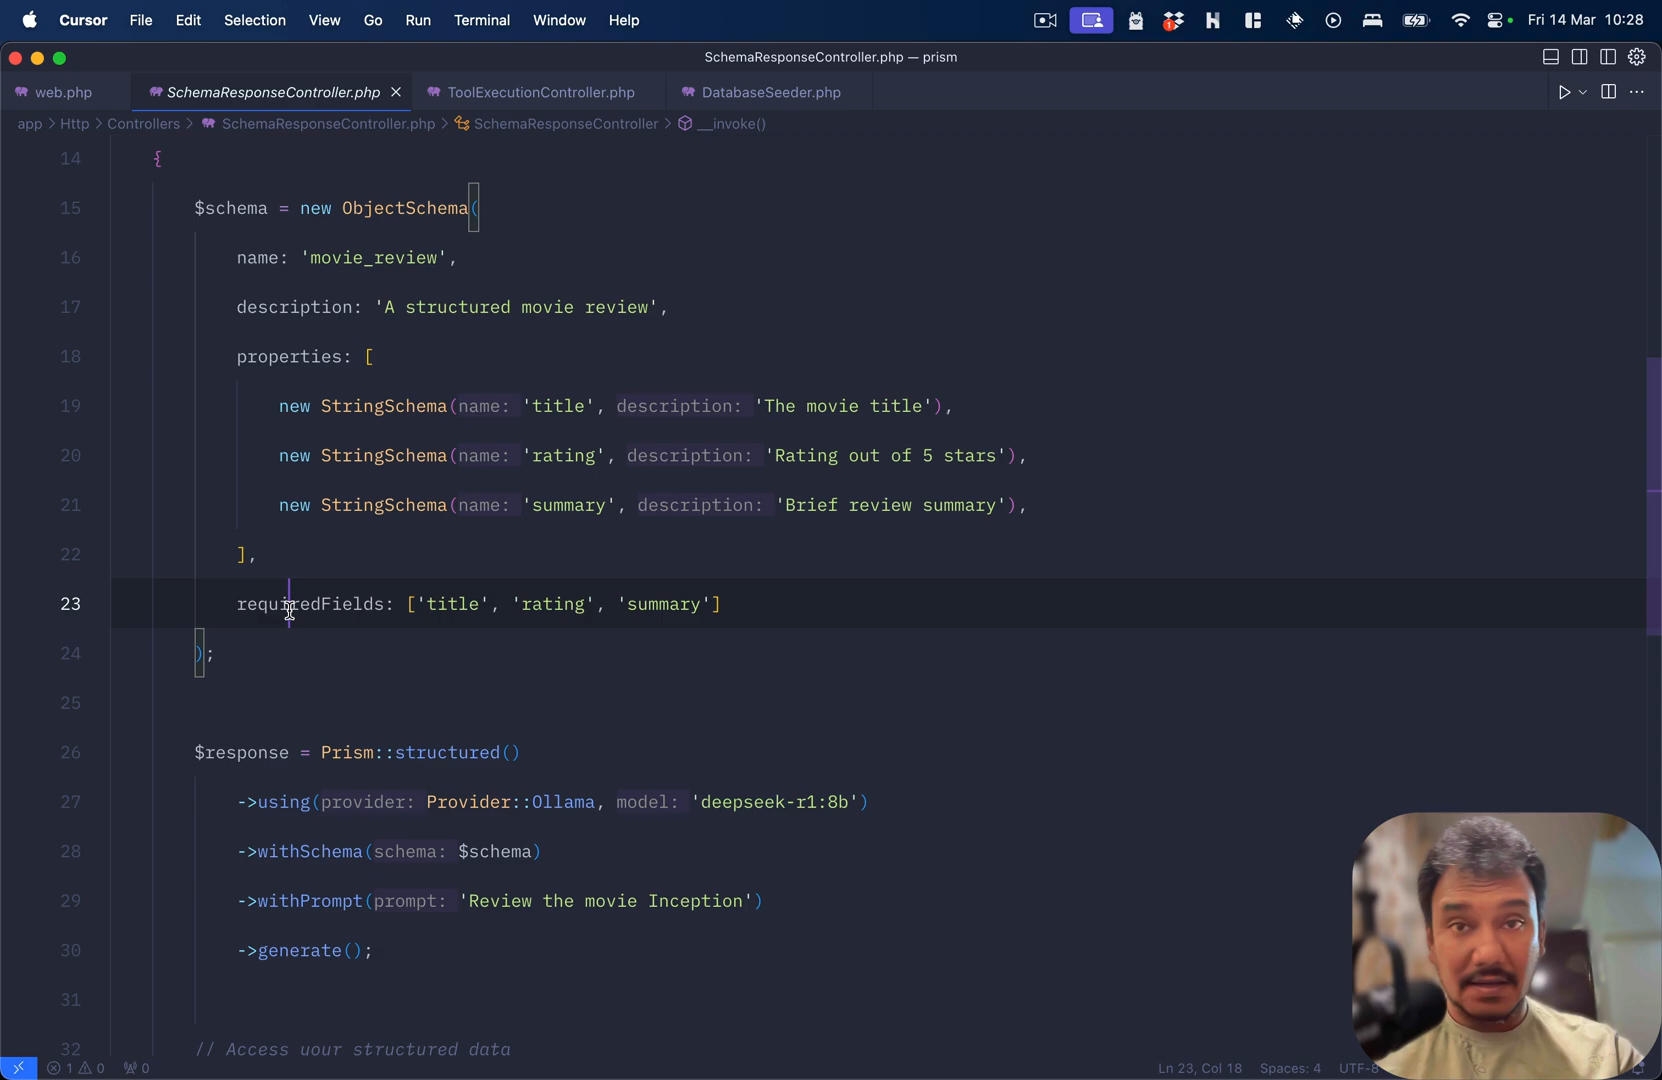 Cursor File Edit Selection View Go Run Terminal Window Help Fri 14 Mar 10:28
SchemaResponseController.php — prism
web.php SchemaResponseController.php ToolExecutionController.php DatabaseSeeder.php
app > Http > Controllers > SchemaResponseController.php > SchemaResponseController > __invoke()
14 {
15 $schema = new ObjectSchema(
16 name: 'movie_review',
17 description: 'A structured movie review',
18 properties: [
19 new StringSchema(name: 'title', description: 'The movie title'),
20 new StringSchema(name: 'rating', description: 'Rating out of 5 stars'),
21 new StringSchema(name: 'summary', description: 'Brief review summary'),
22 ],
23 requiredFields: ['title', 'rating', 'summary']
24 );
25
26 $response = Prism::structured()
27 ->using(provider: Provider::Ollama, model: 'deepseek-r1:8b')
28 ->withSchema(schema: $schema)
29 ->withPrompt(prompt: 'Review the movie Inception')
30 ->generate();
31
32 // Access your structured data
1 0 0 Ln 23, Col 18 Spaces: 4 UTF-8